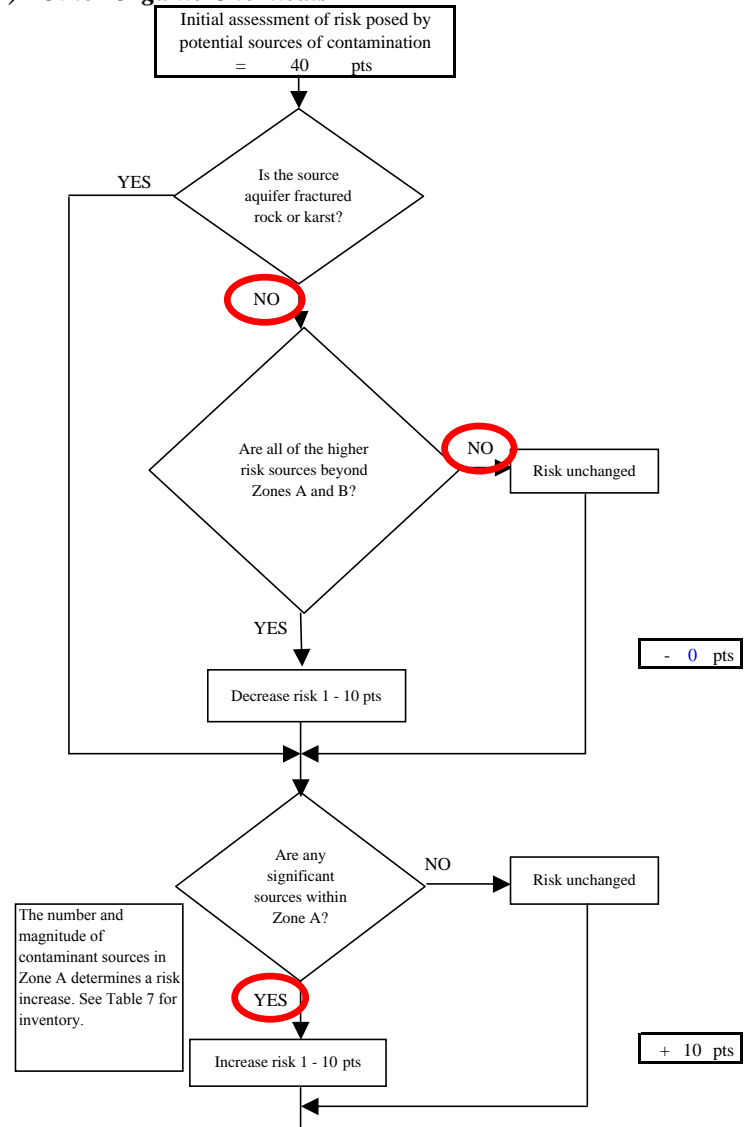 Initial assessment of risk posed by
potential sources of contamination
= 40 pts
YES
Is the source
aquifer fractured
rock or karst?
NO
Are all of the higher
risk sources beyond
Zones A and B?
NO
Risk unchanged
YES
- 0 pts
Decrease risk 1 - 10 pts
Are any
significant
sources within
Zone A?
NO
Risk unchanged
The number and
magnitude of
contaminant sources in
Zone A determines a risk
increase. See Table 7 for
inventory.
YES
+ 10 pts
Increase risk 1 - 10 pts